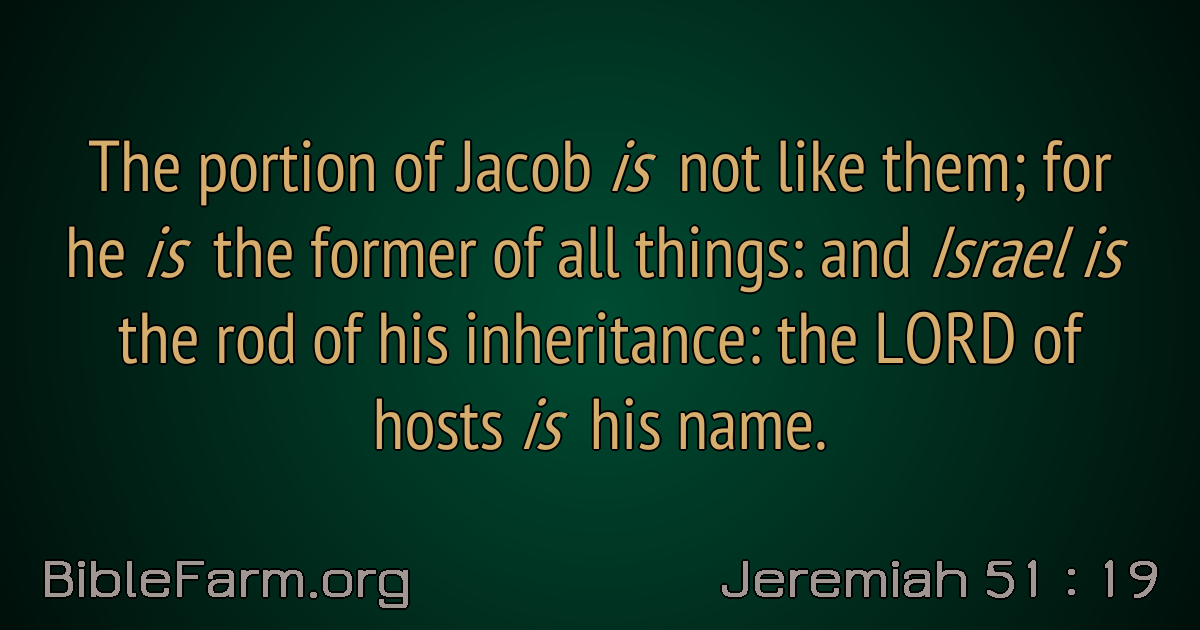 The portion of Jacob is not like them; for
he is the former of all things: and Israel is
the rod of his inheritance: the LORD of
hosts is his name.
BibleFarm.org
Jeremiah 51 : 19